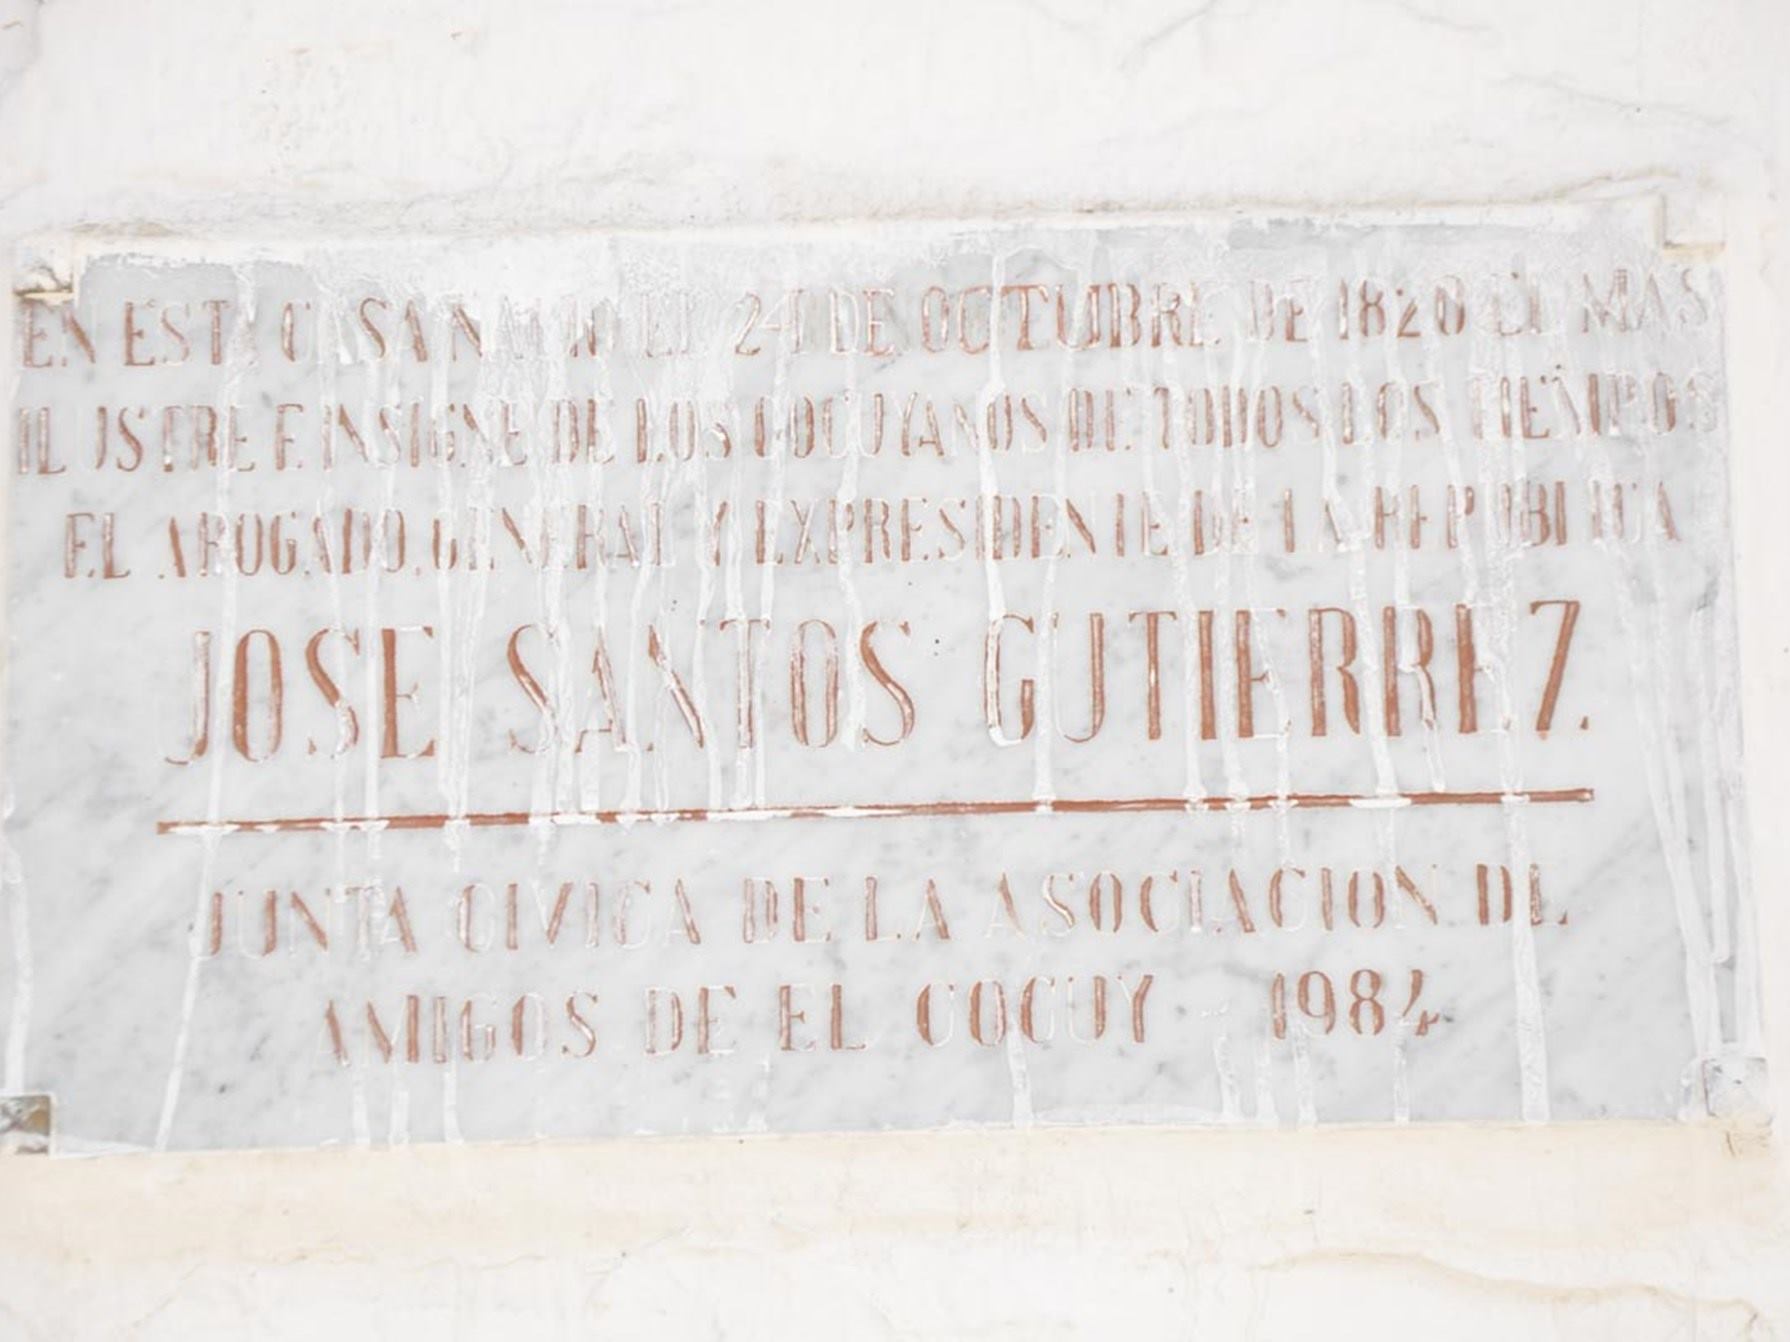 EN ESTA CASA NACIO EL 24 DE OCTUBRE DE 1820 EL MAS
ILUSTRE E INSIGNE DE LOS COCUYANOS DE TODOS LOS TIEMPOS
EL ABOGADO, GENERAL Y EXPRESIDENTE DE LA REPUBLICA
JOSE SANTOS GUTIERREZ.
JUNTA CIVICA DE LA ASOCIACION DE
AMIGOS DE EL COCUY - 1984